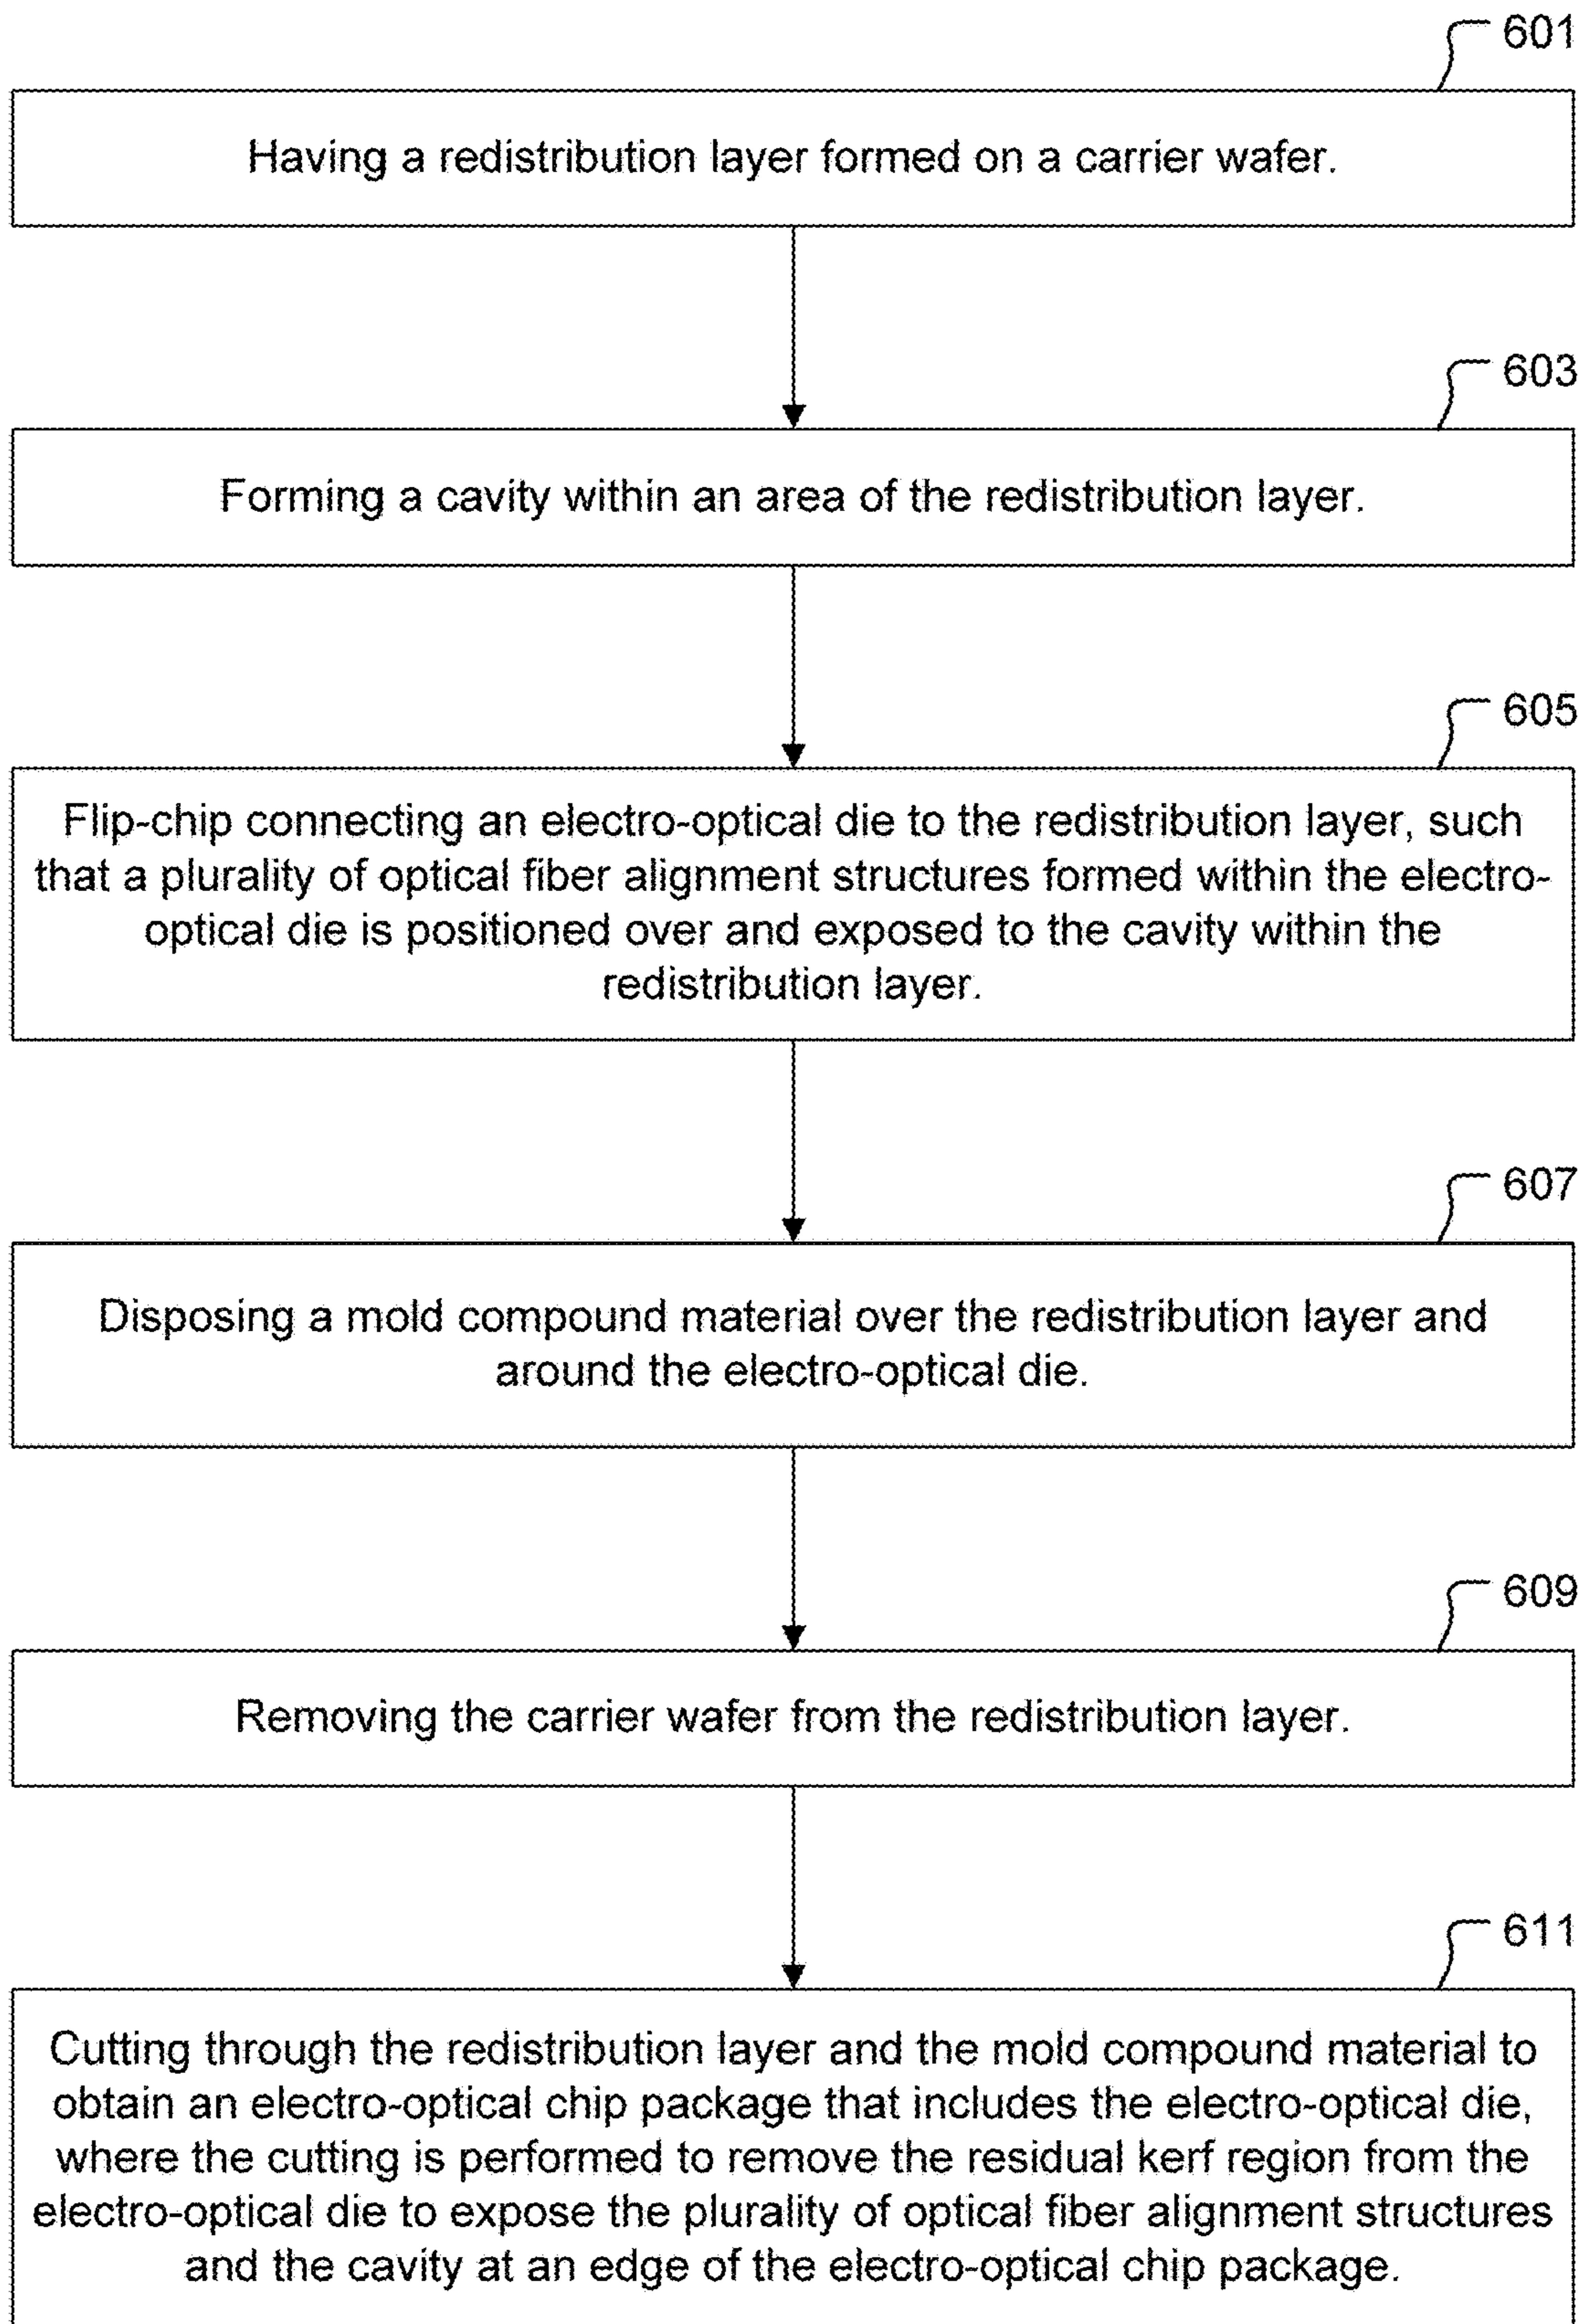 601
Having a redistribution layer formed on a carrier wafer.
603
Forming a cavity within an area of the redistribution layer.
605
Flip-chip connecting an electro-optical die to the redistribution layer, such
that a plurality of optical fiber alignment structures formed within the electro-
optical die is positioned over and exposed to the cavity within the
redistribution layer.
607
Disposing a mold compound material over the redistribution layer and
around the electro-optical die.
609
Removing the carrier wafer from the redistribution layer.
611
Cutting through the redistribution layer and the mold compound material to
obtain an electro-optical chip package that includes the electro-optical die,
where the cutting is performed to remove the residual kerf region from the
electro-optical die to expose the plurality of optical fiber alignment structures
and the cavity at an edge of the electro-optical chip package.